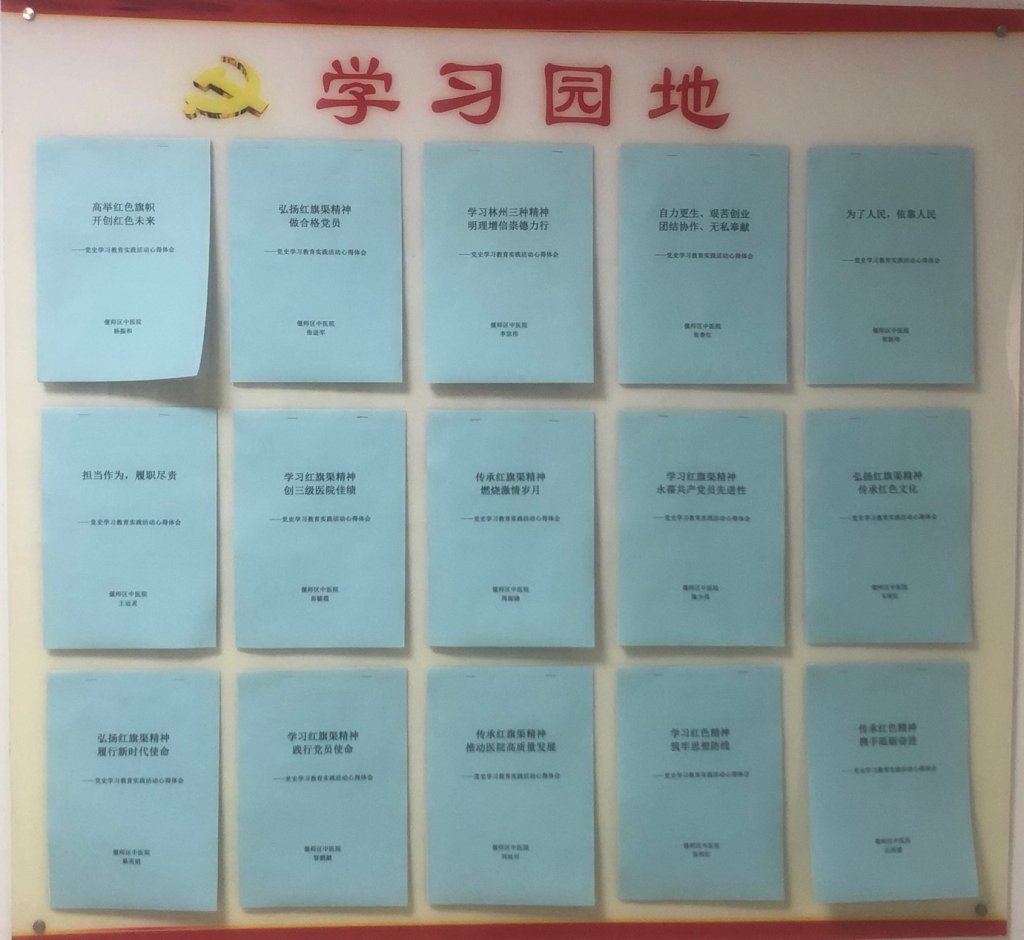 学习园地
高举红色旗帜
开创红色未来
——党史学习教育实践活动心得体会
偃师区中医院
杨振和
弘扬红旗渠精神
做合格党员
——党史学习教育实践活动心得体会
偃师区中医院
学习林州三种精神
明理增信崇德力行
——党史学习教育实践活动心得体会
偃师区中医院
李宗伟
自力更生、艰苦创业
团结协作、无私奉献
——党史学习教育实践活动心得体会
偃师区中医院
为了人民，依靠人民
——党史学习教育实践活动心得体会
偃师区中医院
担当作为，履职尽责
——党史学习教育实践活动心得体会
偃师区中医院
学习红旗渠精神
创三级医院佳绩
——党史学习教育实践活动心得体会
偃师区中医院
传承红旗渠精神
燃烧激情岁月
——党史学习教育实践活动心得体会
偃师区中医院
学习红旗渠精神
永葆共产党员先进性
——党史学习教育实践活动心得体会
偃师区中医院
弘扬红旗渠精神
传承红色文化
——党史学习教育实践活动心得体会
偃师区中医院
弘扬红旗渠精神
履行新时代使命
——党史学习教育实践活动心得体会
偃师区中医院
学习红旗渠精神
践行党员使命
——党史学习教育实践活动心得体会
偃师区中医院
传承红旗渠精神
推动医院高质量发展
——党史学习教育实践活动心得体会
偃师区中医院
学习红色精神
筑牢思想防线
——党史学习教育实践活动心得体会
偃师区中医院
传承红色精神
携手砥砺奋进
——党史学习教育实践活动心得体会
偃师区中医院